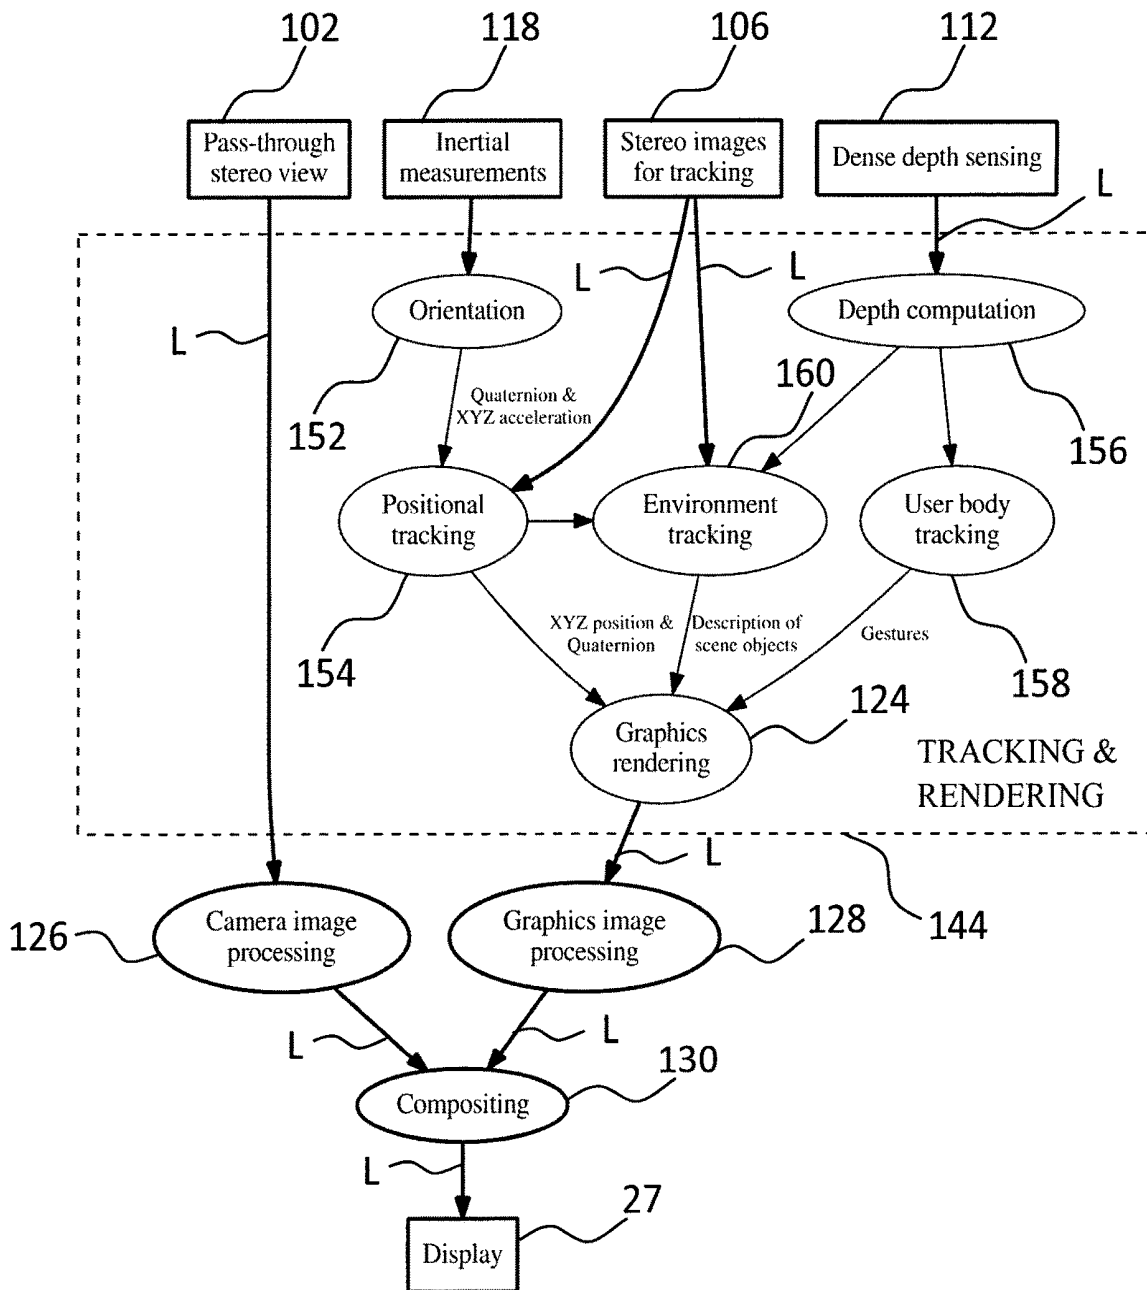 102
118
106
112
Pass-through
stereo view
Inertial
measurements
Stereo images
for tracking
Dense depth sensing
L
L
L
L
Orientation
Depth computation
160
152
Quaternion &
XYZ acceleration
156
Positional
tracking
Environment
tracking
User body
tracking
154
XYZ position &
Quaternion
Description of
scene objects
Gestures
158
124
Graphics
rendering
TRACKING &
RENDERING
L
126
Camera image
processing
Graphics image
processing
128
144
L
L
130
Compositing
L
27
Display